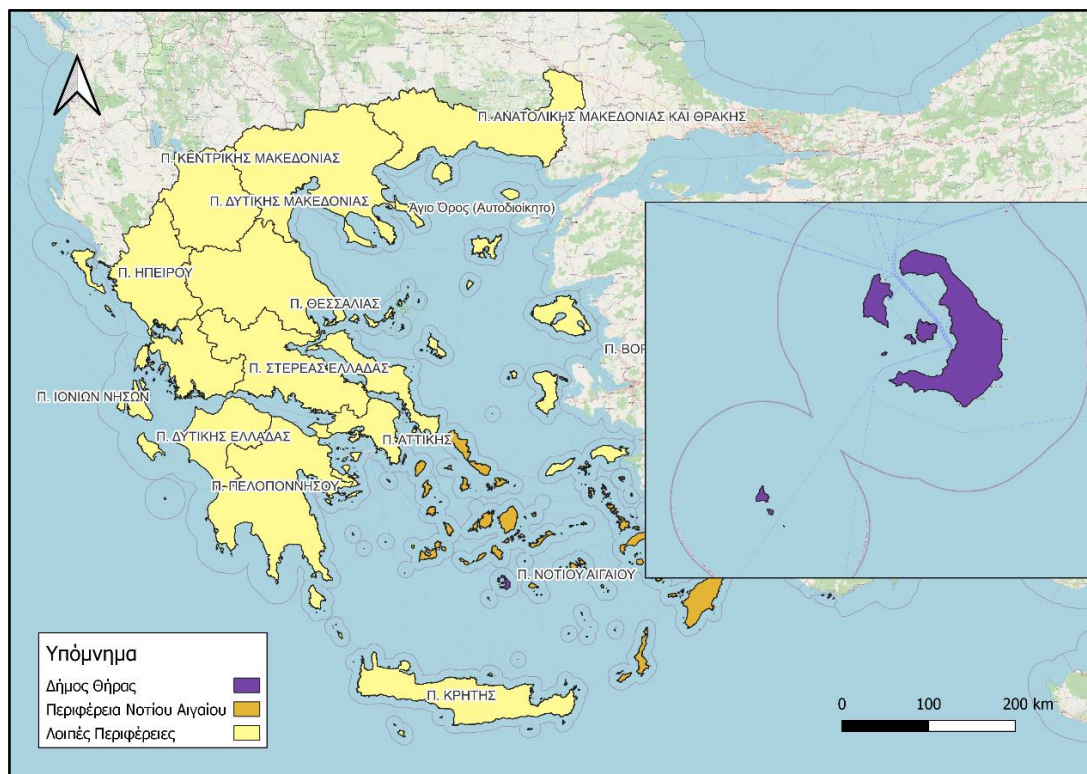 Π. ΑΝΑΤΟΛΙΚΗΣ ΜΑΚΕΔΟΝΙΑΣ ΚΑΙ ΘΡΑΚΗΣ
Π. ΚΕΝΤΡΙΚΗΣ ΜΑΚΕΔΟΝΙΑΣ
Π. ΔΥΤΙΚΗΣ ΜΑΚΕΔΟΝΙΑΣ
Άγιο Όρος (Αυτοδιοίκητο)
Π. ΗΠΕΙΡΟΥ
Π. ΘΕΣΣΑΛΙΑΣ
Π. ΒΟΡ
Π. ΣΤΕΡΕΑΣ ΕΛΛΑΔΑΣ
Π. ΙΟΝΙΩΝ ΝΗΣΩΝ
Π. ΔΥΤΙΚΗΣ ΕΛΛΑΔΑΣ
Π. ΑΤΤΙΚΗΣ
Π. ΠΕΛΟΠΟΝΝΗΣΟΥ
Π. ΝΟΤΙΟΥ ΑΙΓΑΙΟΥ
Π. ΚΡΗΤΗΣ
Υπόμνημα
Δήμος Θήρας
Περιφέρεια Νοτίου Αιγαίου
Λοιπές Περιφέρειες
0 100 200 km